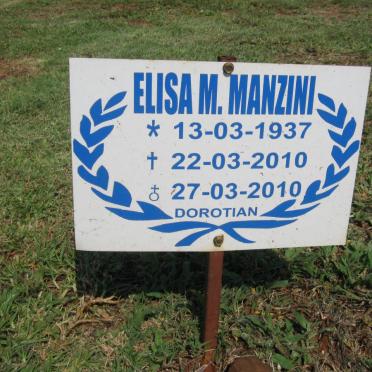 ELISA M. MANZINI
* 13-03-1937
† 22-03-2010
♁ 27-03-2010
DOROTIAN